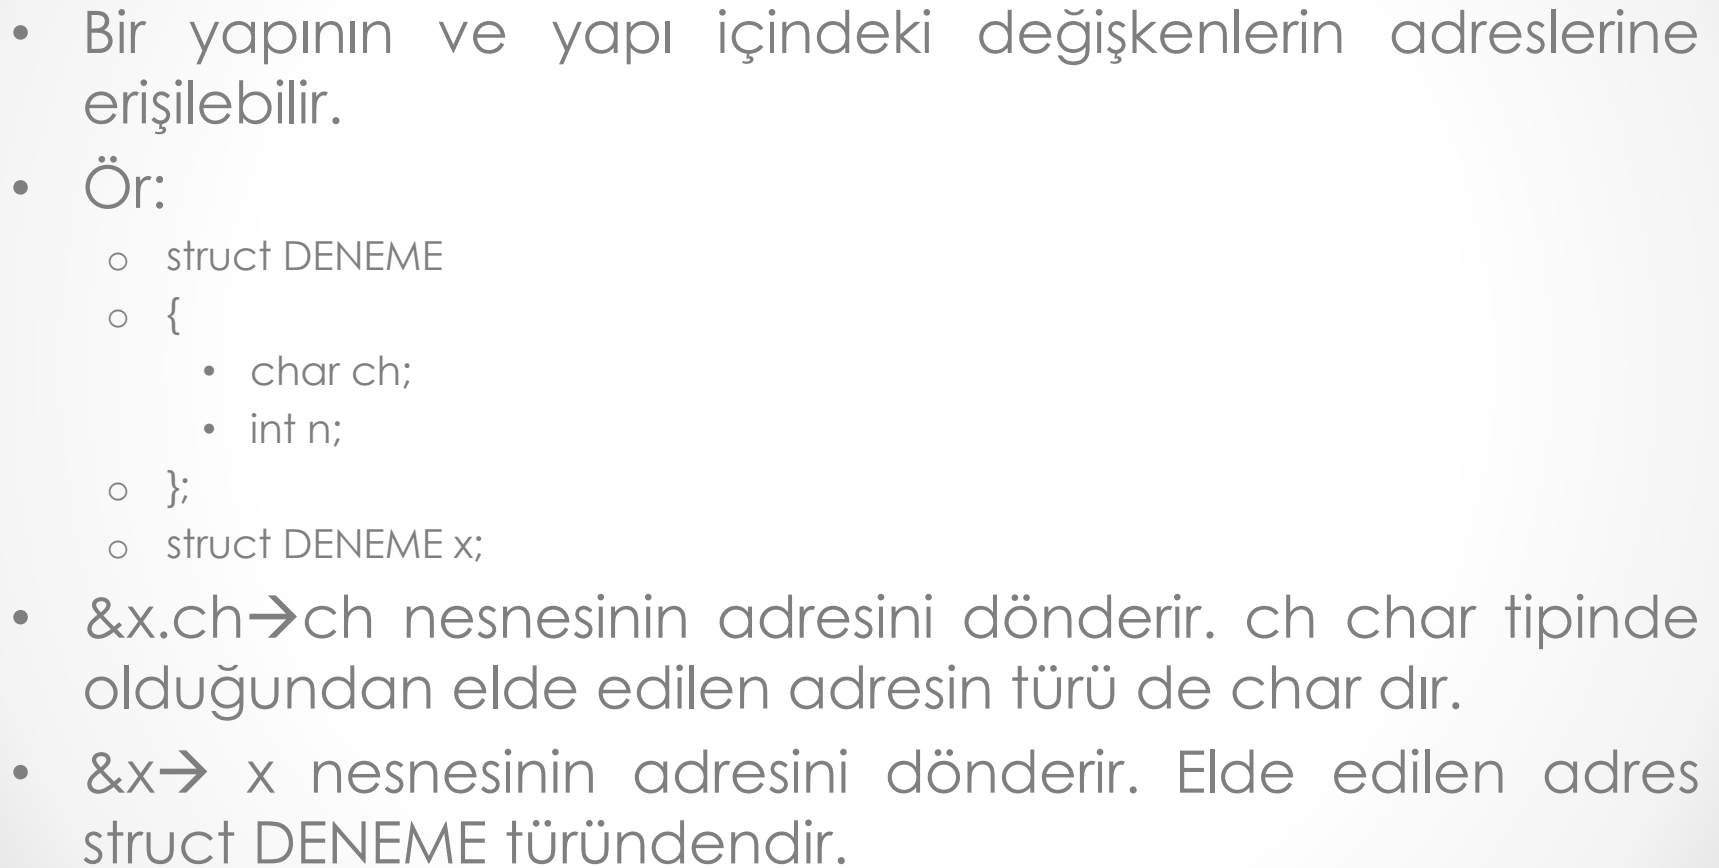 • Bir yapının ve yapı içindeki değişkenlerin adreslerine
erişilebilir.
• Ör:
o struct DENEME
o {
• char ch;
• int n;
o };
o struct DENEME x;
• &x.ch→ch nesnesinin adresini dönderir. ch char tipinde
olduğundan elde edilen adresin türü de char dır.
• &x→ x nesnesinin adresini dönderir. Elde edilen adres
struct DENEME türündendir.